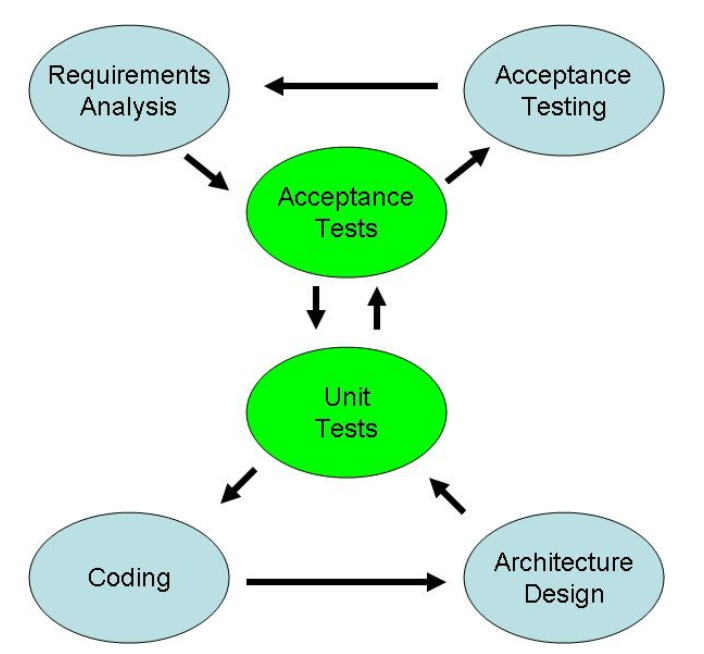 Requirements
Analysis
Acceptance
Testing
Acceptance
Tests
Unit
Tests
Coding
Architecture
Design